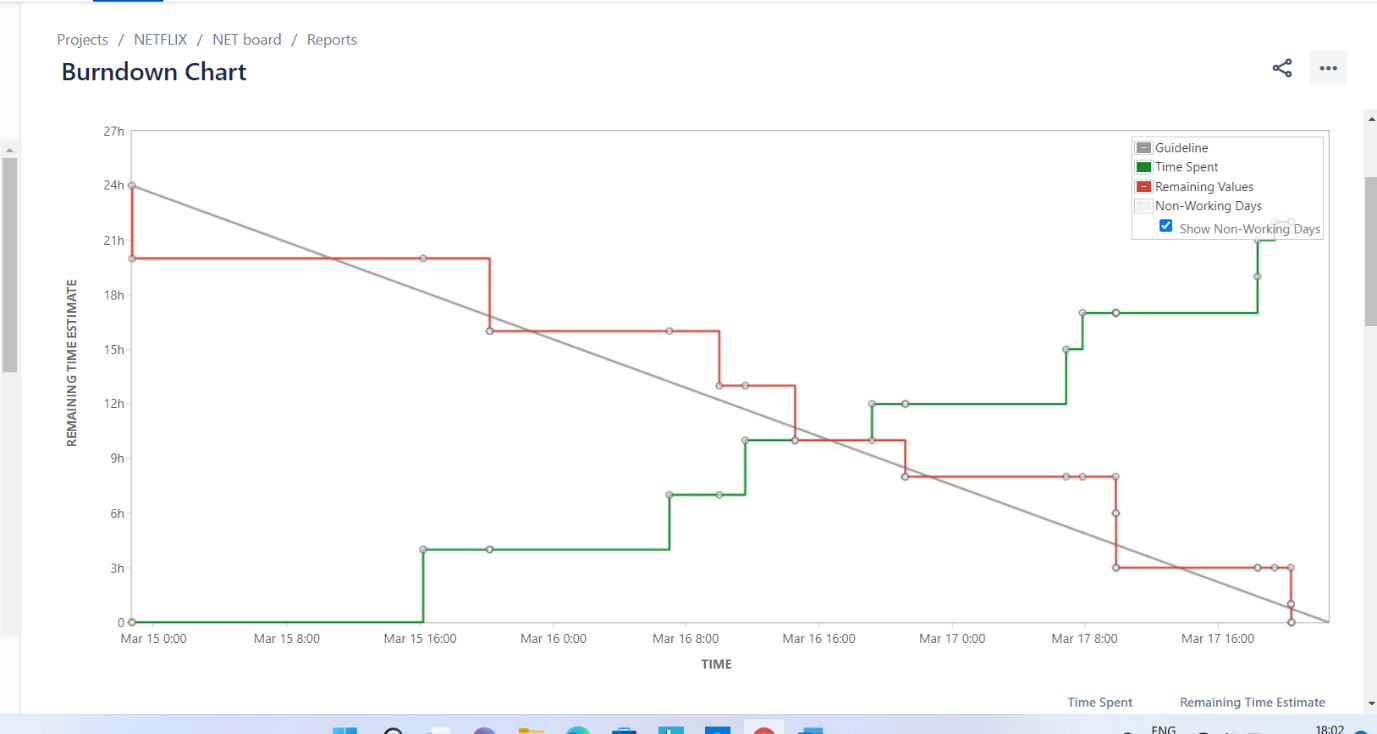 Projects / NETFLIX / NET board / Reports
Burndown Chart
27h
24h
21h
18h
15h
12h
9h
6h
3h
0
REMAINING TIME ESTIMATE
Guideline
Time Spent
Remaining Values
Non-Working Days
Show Non-Working Days
Mar 15 0:00 Mar 15 8:00 Mar 15 16:00 Mar 16 0:00 Mar 16 8:00 Mar 16 16:00 Mar 17 0:00 Mar 17 8:00 Mar 17 16:00
TIME
Time Spent Remaining Time Estimate
ENG 18:02